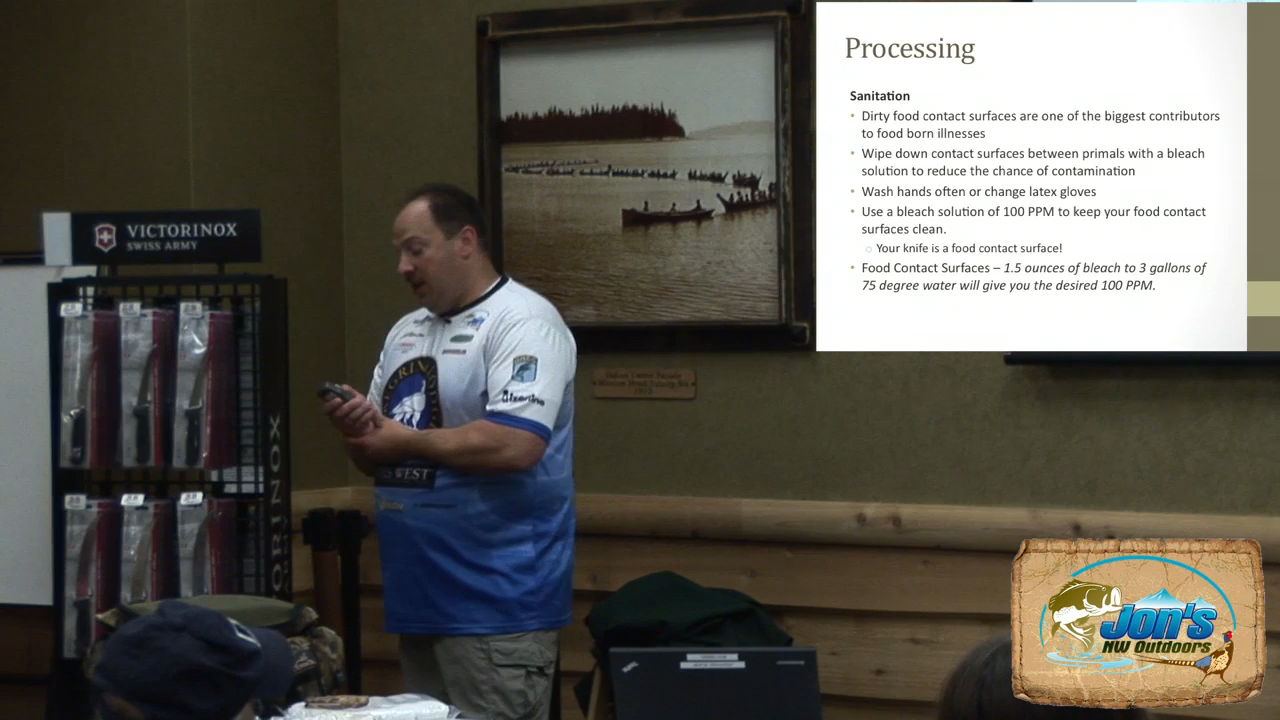 Processing
Sanitation
• Dirty food contact surfaces are one of the biggest contributors
to food born illnesses
• Wipe down contact surfaces between primals with a bleach
solution to reduce the chance of contamination
• Wash hands often or change latex gloves
• Use a bleach solution of 100 PPM to keep your food contact
surfaces clean.
○ Your knife is a food contact surface!
• Food Contact Surfaces – 1.5 ounces of bleach to 3 gallons of
75 degree water will give you the desired 100 PPM.
VICTORINOX
SWISS ARMY
ORINOX
WEST
Jon's
NW Outdoors